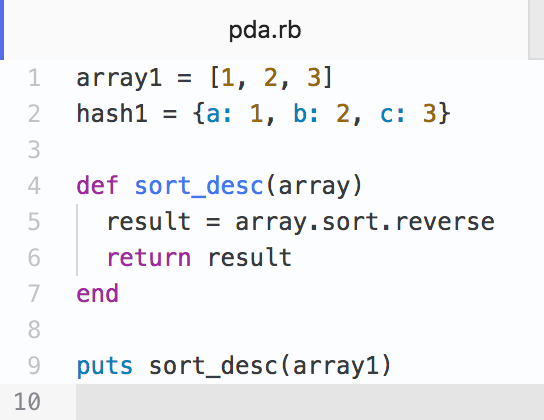 pda.rb
1 array1 = [1, 2, 3]
2 hash1 = {a: 1, b: 2, c: 3}
3
4 def sort_desc(array)
5   result = array.sort.reverse
6   return result
7 end
8
9 puts sort_desc(array1)
10